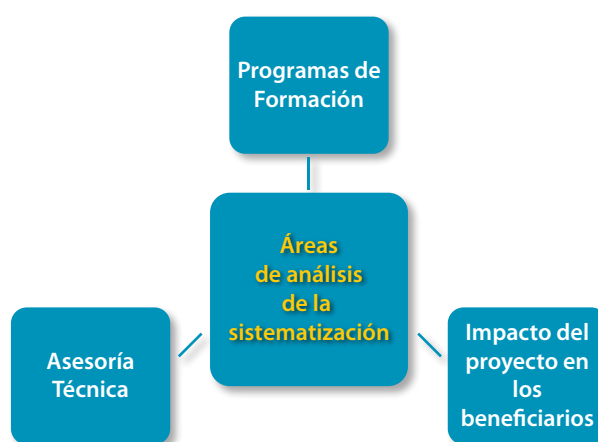 Programas de
Formación
Áreas
de análisis
de la
sistematización
Asesoría
Técnica
Impacto del
proyecto en
los
beneficiarios